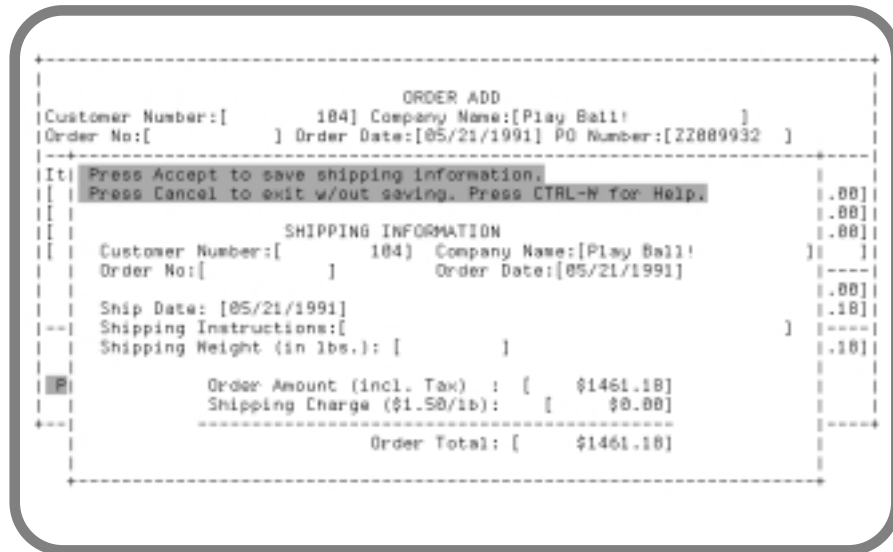 ORDER ADD
Customer Number:[ 104] Company Name:[Play Ball! ]
Order No:[ ] Order Date:[05/21/1991] PO Number:[ZZ009932 ]
It
Press Accept to save shipping information.
Press Cancel to exit w/out saving. Press CTRL-W for Help.
[ .00]
[ .00]
[ SHIPPING INFORMATION .00]
[ Customer Number:[ 104] Company Name:[Play Ball! ] ]
Order No:[ ] Order Date:[05/21/1991]
.00]
Ship Date: [05/21/1991] .18]
Shipping Instructions:[ ]
Shipping Weight (in lbs.): [ ] .18]
P Order Amount (incl. Tax) : [ $1461.18]
Shipping Charge ($1.50/lb): [ $0.00]
Order Total: [ $1461.18]